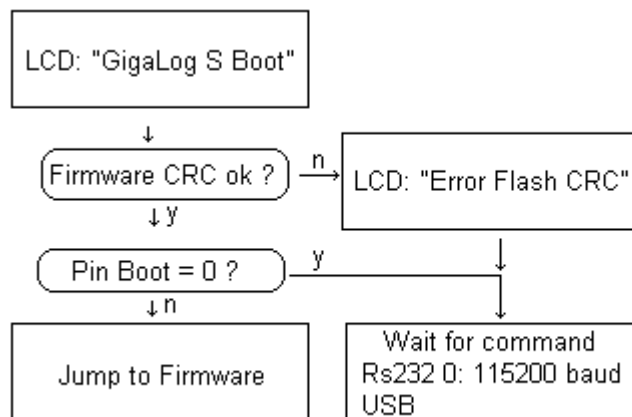 LCD: "GigaLog S Boot"
Firmware CRC ok ?
n
LCD: "Error Flash CRC"
y
Pin Boot = 0 ?
y
n
Jump to Firmware
Wait for command
Rs232 0: 115200 baud
USB